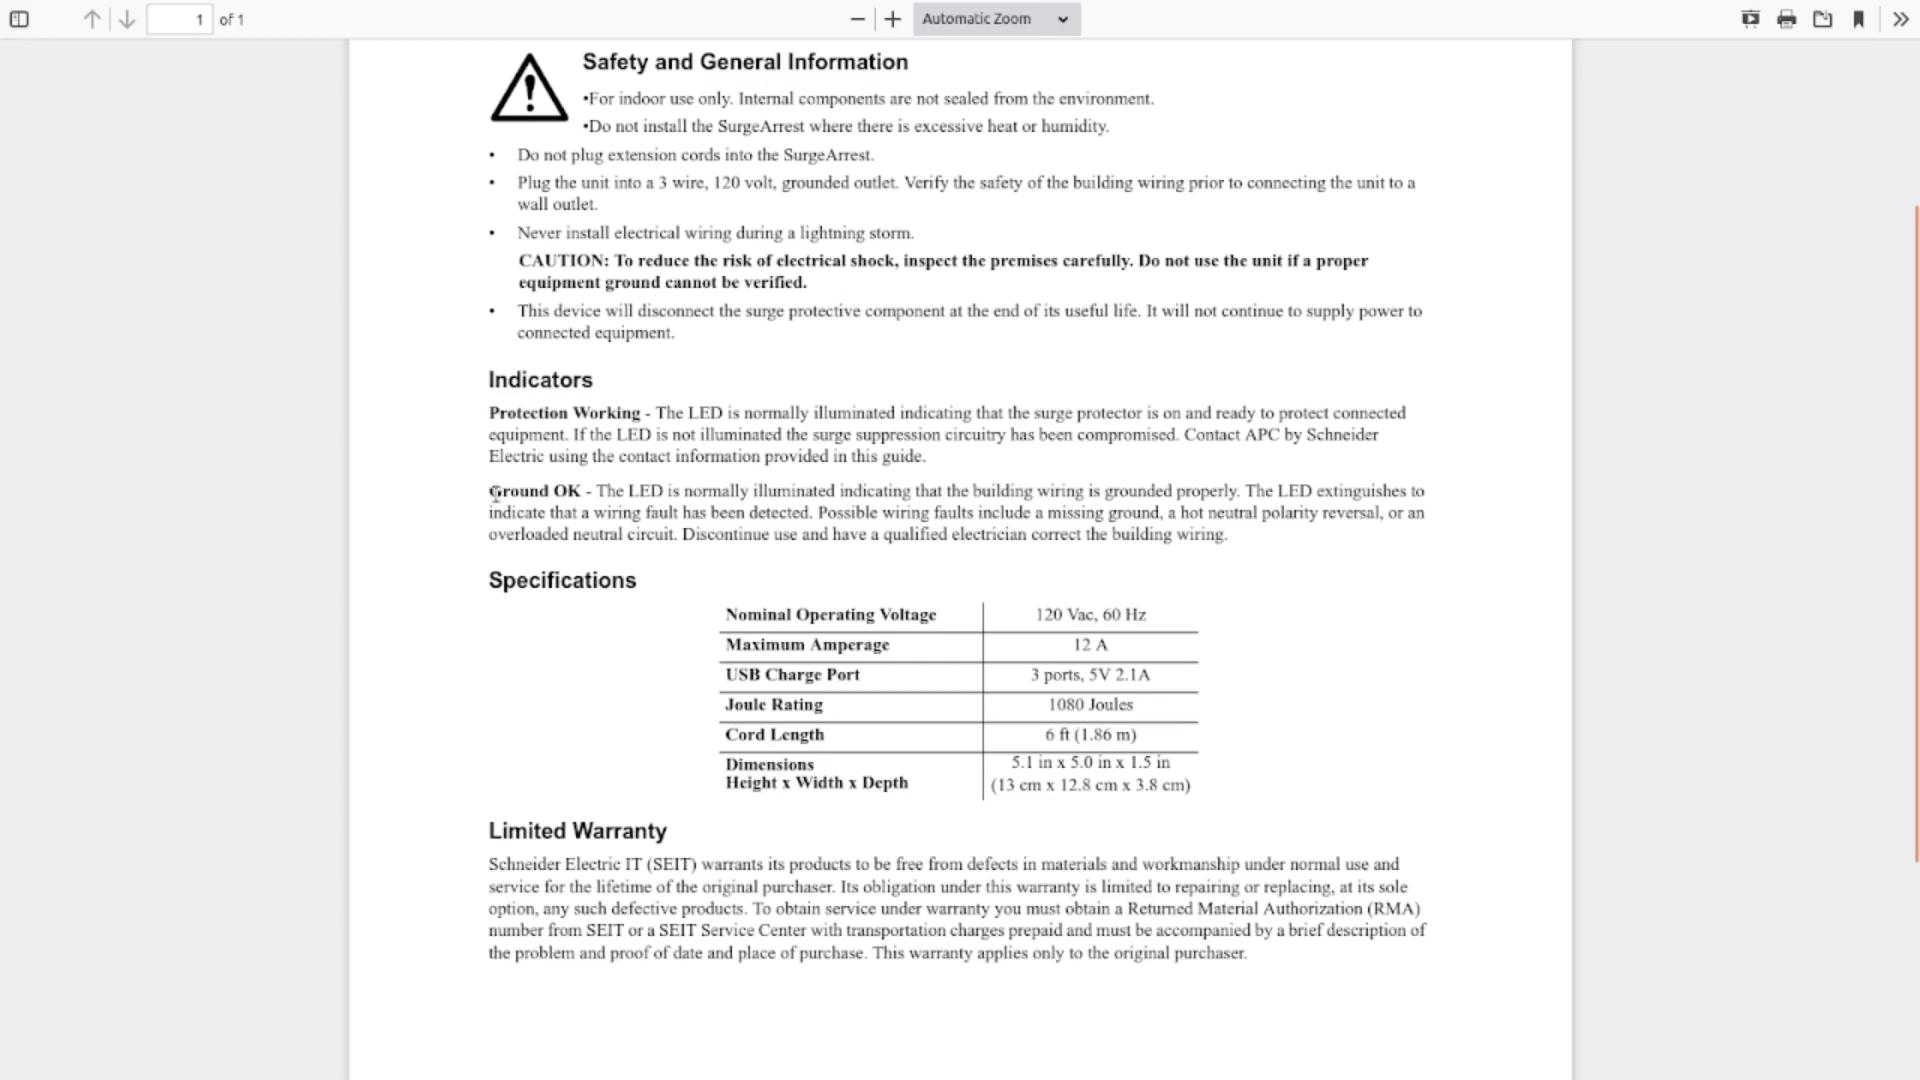 1 of 1
Automatic Zoom
Safety and General Information
•For indoor use only. Internal components are not sealed from the environment.
•Do not install the SurgeArrest where there is excessive heat or humidity.
• Do not plug extension cords into the SurgeArrest.
• Plug the unit into a 3 wire, 120 volt, grounded outlet. Verify the safety of the building wiring prior to connecting the unit to a
wall outlet.
• Never install electrical wiring during a lightning storm.
CAUTION: To reduce the risk of electrical shock, inspect the premises carefully. Do not use the unit if a proper
equipment ground cannot be verified.
• This device will disconnect the surge protective component at the end of its useful life. It will not continue to supply power to
connected equipment.
Indicators
Protection Working - The LED is normally illuminated indicating that the surge protector is on and ready to protect connected
equipment. If the LED is not illuminated the surge suppression circuitry has been compromised. Contact APC by Schneider
Electric using the contact information provided in this guide.
Ground OK - The LED is normally illuminated indicating that the building wiring is grounded properly. The LED extinguishes to
indicate that a wiring fault has been detected. Possible wiring faults include a missing ground, a hot neutral polarity reversal, or an
overloaded neutral circuit. Discontinue use and have a qualified electrician correct the building wiring.
Specifications
Nominal Operating Voltage 120 Vac, 60 Hz
Maximum Amperage 12 A
USB Charge Port 3 ports, 5V 2.1A
Joule Rating 1080 Joules
Cord Length 6 ft (1.86 m)
Dimensions 5.1 in x 5.0 in x 1.5 in
Height x Width x Depth (13 cm x 12.8 cm x 3.8 cm)
Limited Warranty
Schneider Electric IT (SEIT) warrants its products to be free from defects in materials and workmanship under normal use and
service for the lifetime of the original purchaser. Its obligation under this warranty is limited to repairing or replacing, at its sole
option, any such defective products. To obtain service under warranty you must obtain a Returned Material Authorization (RMA)
number from SEIT or a SEIT Service Center with transportation charges prepaid and must be accompanied by a brief description of
the problem and proof of date and place of purchase. This warranty applies only to the original purchaser.